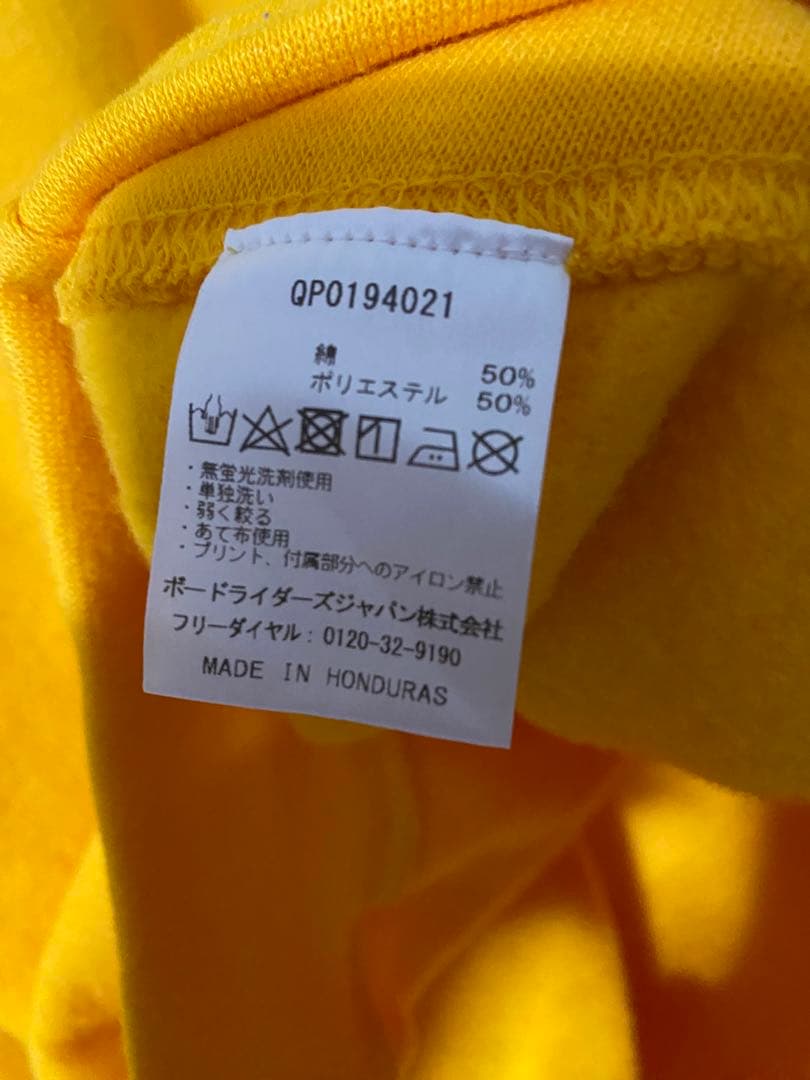 QP0194021
綿 50%
ポリエステル 50%
・無蛍光洗剤使用
・単独洗い
・弱く絞る
・あて布使用
・プリント、付属部分へのアイロン禁止
ボードライダーズジャパン株式会社
フリーダイヤル：0120-32-9190
MADE IN HONDURAS